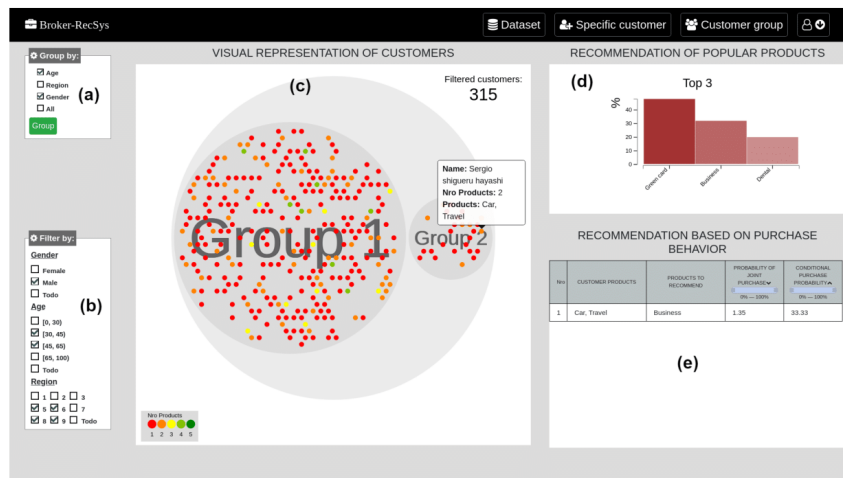 Broker-RecSys
Dataset
Specific customer
Customer group
VISUAL REPRESENTATION OF CUSTOMERS
RECOMMENDATION OF POPULAR PRODUCTS
Group by:
Age
Region
Gender
All
Group
(a)
Filter by:
Gender
Female
Male
Todo
Age
[0, 30)
[30, 45)
[45, 65)
[65, 100)
Todo
Region
1 2 3
5 6 7
8 9 Todo
(b)
(c)
Filtered customers:
315
Group 1
Group 2
Name: Sergio
shigueru hayashi
Nro Products: 2
Products: Car,
Travel
Nro Products
1 2 3 4 5
(d)
Top 3
%
40
30
20
10
0
Green card
Business
Dental
RECOMMENDATION BASED ON PURCHASE
BEHAVIOR
Nro
CUSTOMER PRODUCTS
PRODUCTS TO
RECOMMEND
PROBABILITY OF
JOINT
PURCHASE
0% — 100%
CONDITIONAL
PURCHASE
PROBABILITY
0% — 100%
1 Car, Travel Business 1.35 33.33
(e)